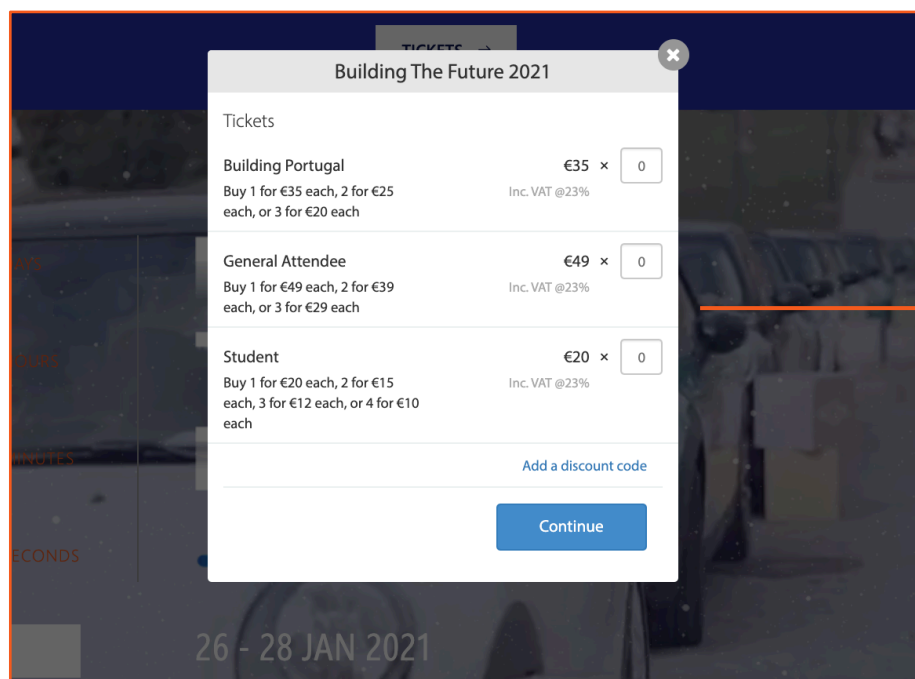 TICKETS →
Building The Future 2021
Tickets
Building Portugal
€35 × 0
Buy 1 for €35 each, 2 for €25
each, or 3 for €20 each
Inc. VAT @23%
General Attendee
€49 × 0
Buy 1 for €49 each, 2 for €39
each, or 3 for €29 each
Inc. VAT @23%
Student
€20 × 0
Buy 1 for €20 each, 2 for €15
each, 3 for €12 each, or 4 for €10
each
Inc. VAT @23%
Add a discount code
Continue
26 - 28 JAN 2021